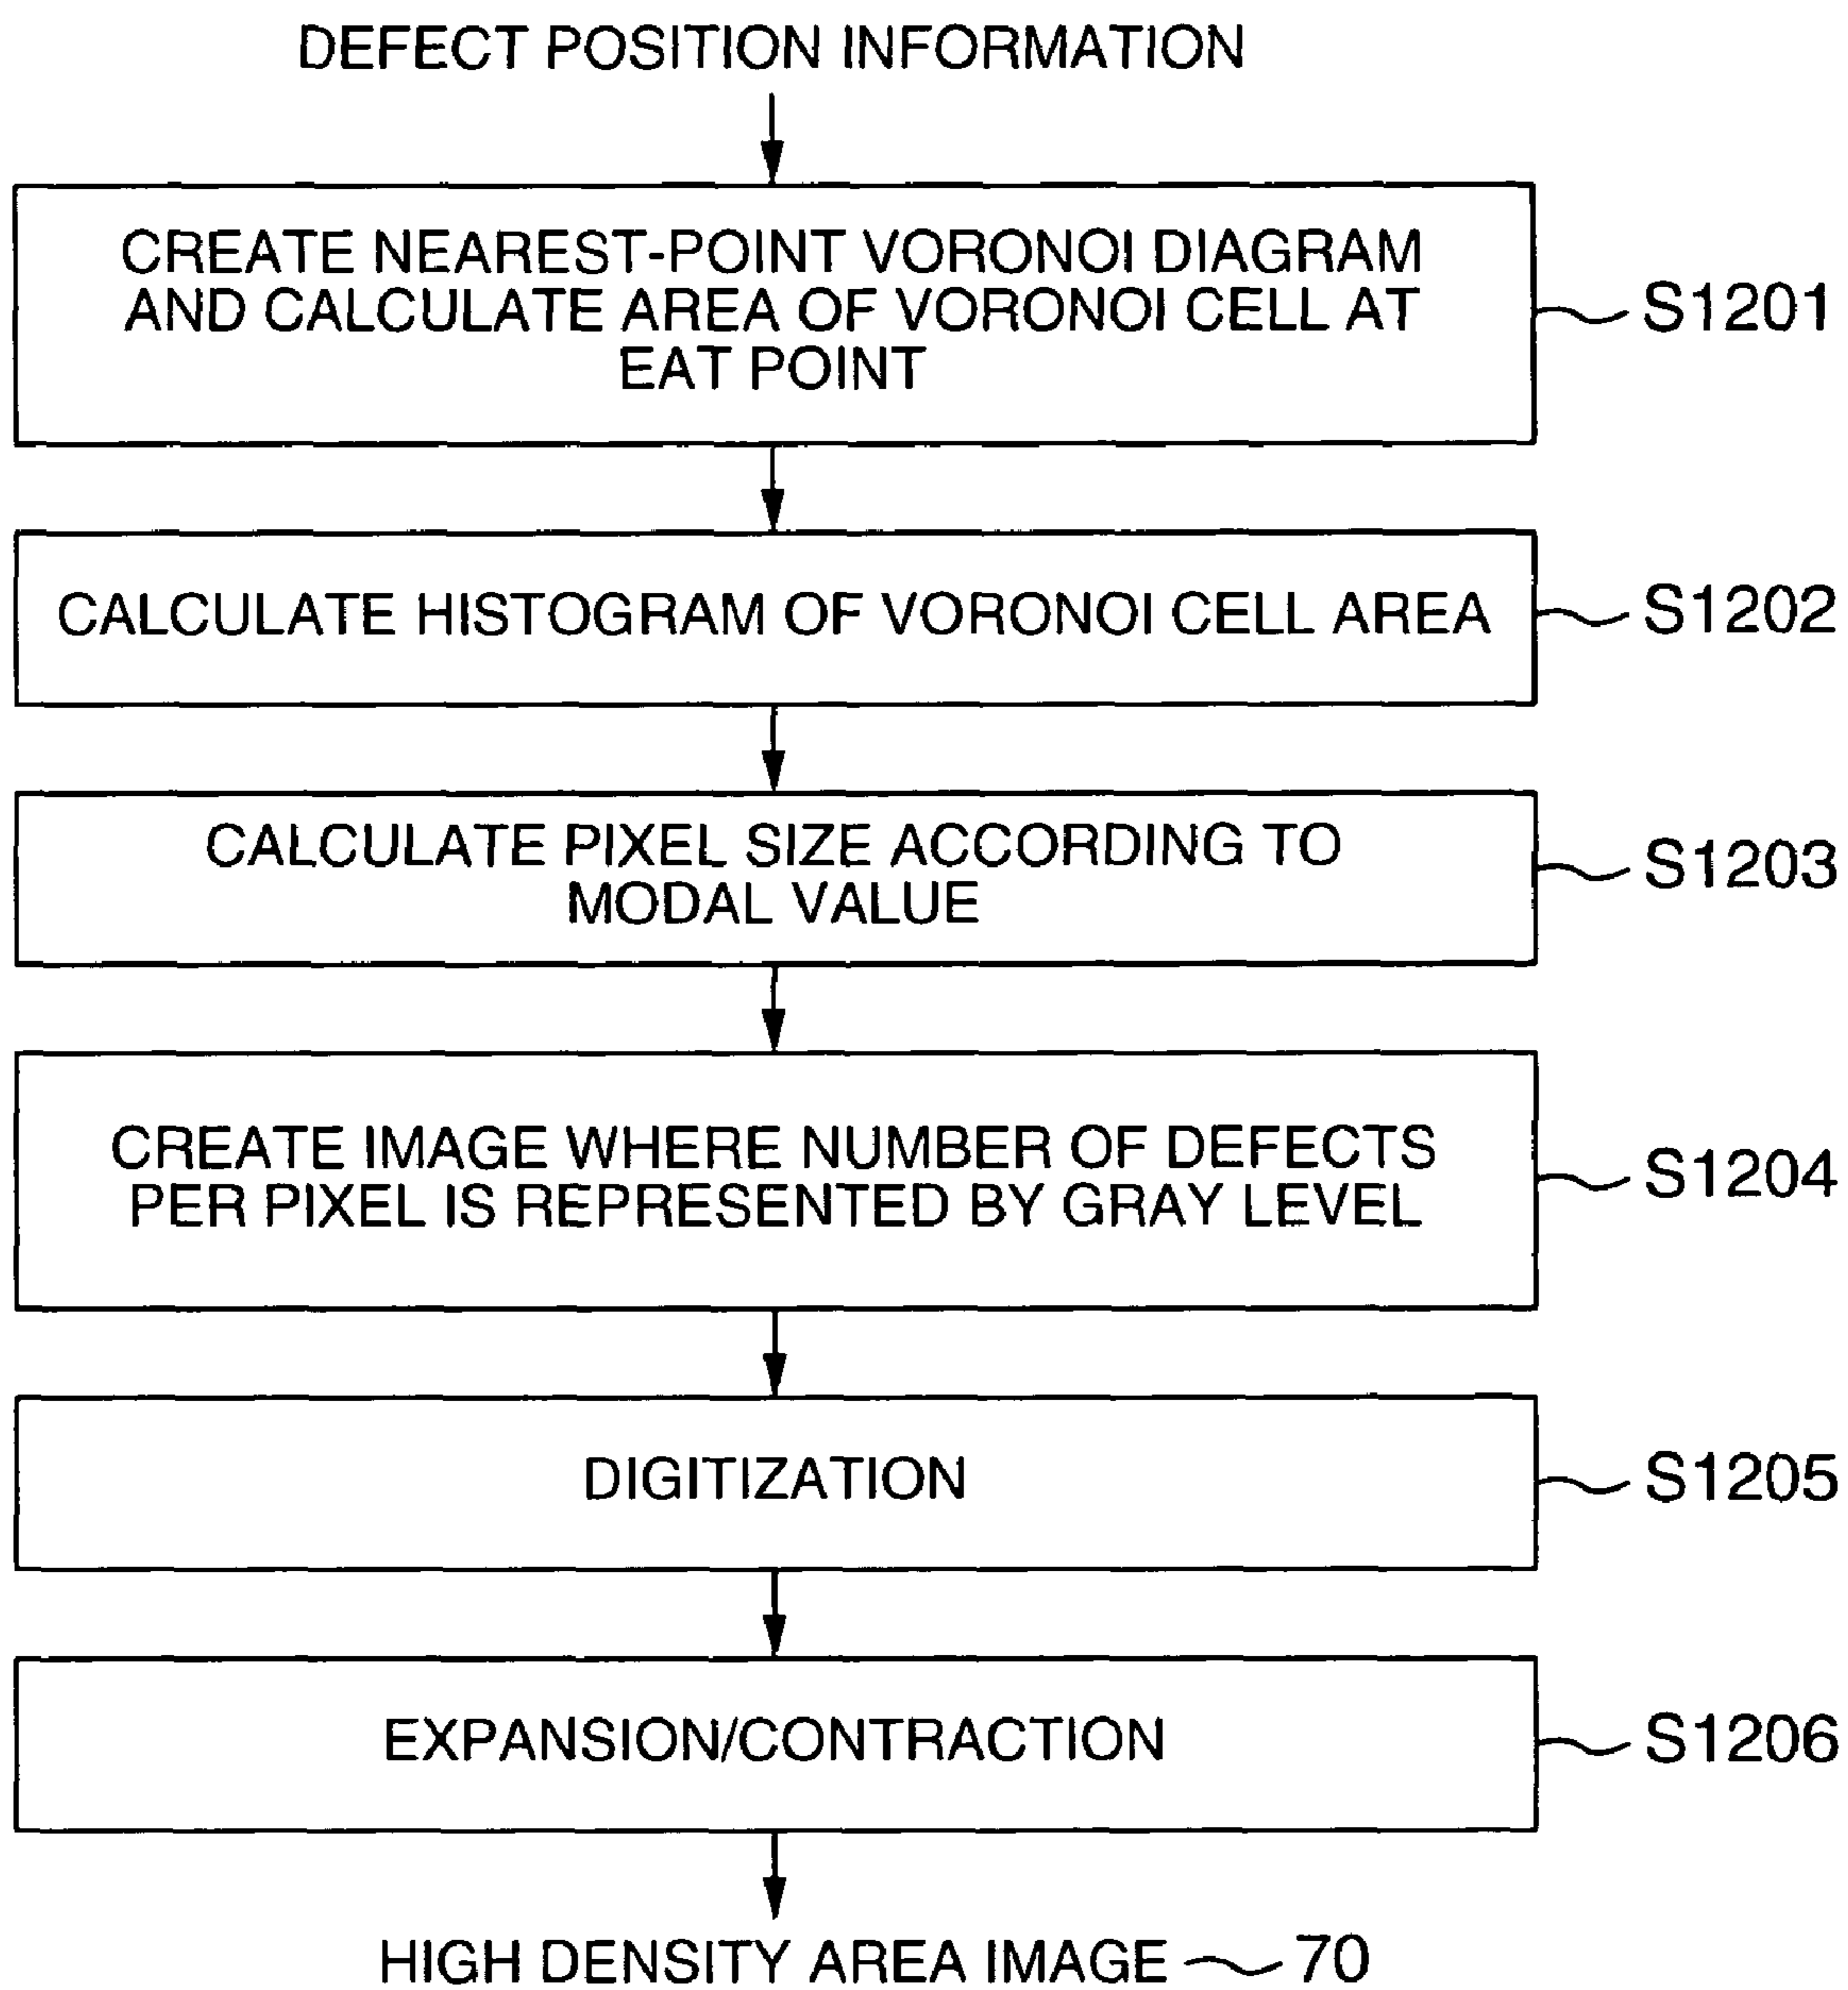 DEFECT POSITION INFORMATION
CREATE NEAREST-POINT VORONOI DIAGRAM
AND CALCULATE AREA OF VORONOI CELL AT
EAT POINT
S1201
CALCULATE HISTOGRAM OF VORONOI CELL AREA
S1202
CALCULATE PIXEL SIZE ACCORDING TO
MODAL VALUE
S1203
CREATE IMAGE WHERE NUMBER OF DEFECTS
PER PIXEL IS REPRESENTED BY GRAY LEVEL
S1204
DIGITIZATION
S1205
EXPANSION/CONTRACTION
S1206
HIGH DENSITY AREA IMAGE 70